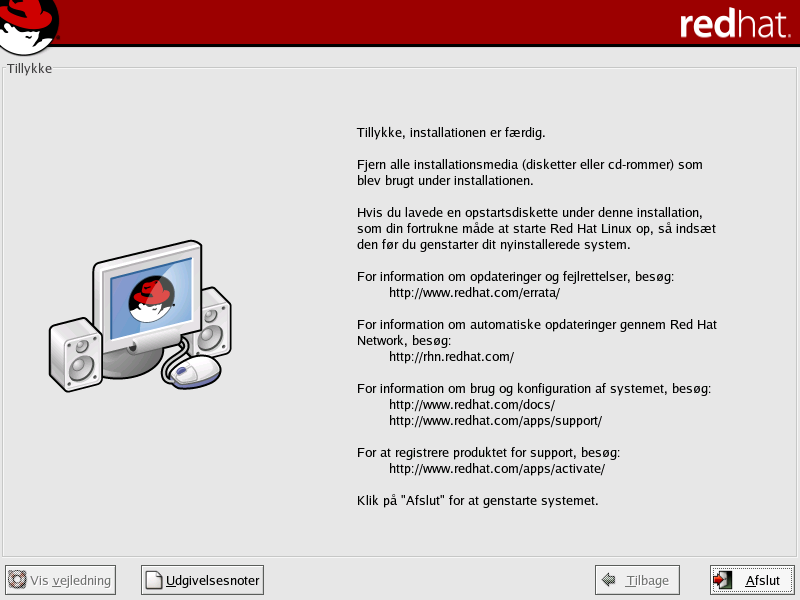 redhat.
Tillykke
Tillykke, installationen er færdig.
Fjern alle installationsmedia (disketter eller cd-rommer) som
blev brugt under installationen.
Hvis du lavede en opstartsdiskette under denne installation,
som din fortrukne måde at starte Red Hat Linux op, så indsæt
den før du genstarter dit nyinstallerede system.
For information om opdateringer og fejlrettelser, besøg:
http://www.redhat.com/errata/
For information om automatiske opdateringer gennem Red Hat
Network, besøg:
http://rhn.redhat.com/
For information om brug og konfiguration af systemet, besøg:
http://www.redhat.com/docs/
http://www.redhat.com/apps/support/
For at registrere produktet for support, besøg:
http://www.redhat.com/apps/activate/
Klik på "Afslut" for at genstarte systemet.
Vis vejledning
Udgivelsesnoter
Tilbage
Afslut